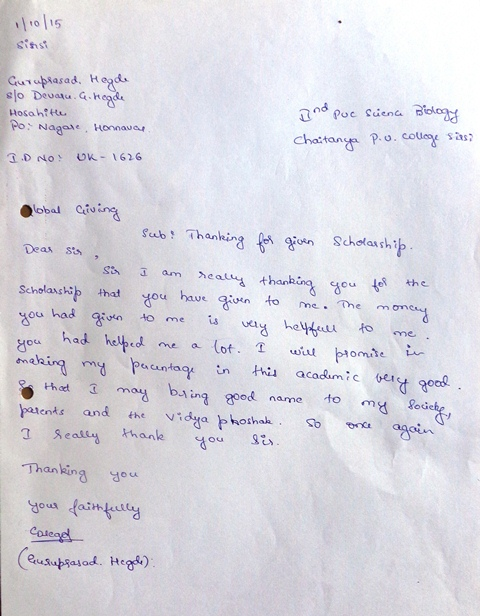 1/10/15
Sirsi
Guruprasad. Hegde
S/O Devaru. G. Hegde
Hosahitlu
PO: Nagare, Honnavar
IInd PUC Science Biology
Chaitanya P.U. College Sirsi
I.D No: UK - 1626
Global Giving
Sub: Thanking for given Scholarship.
Dear Sir,
Sir I am really thanking you for the
Scholarship that you have given to me. The money
you had given to me is very helpfull to me.
you had helped me a lot. I will promise in
making my pacentage in this academic very good.
So that I may bring good name to my Society,
parents and the Vidya phoshak. So once again
I really thank you Sir.
Thanking you
your faithfully
(Guruprasad. Hegde).